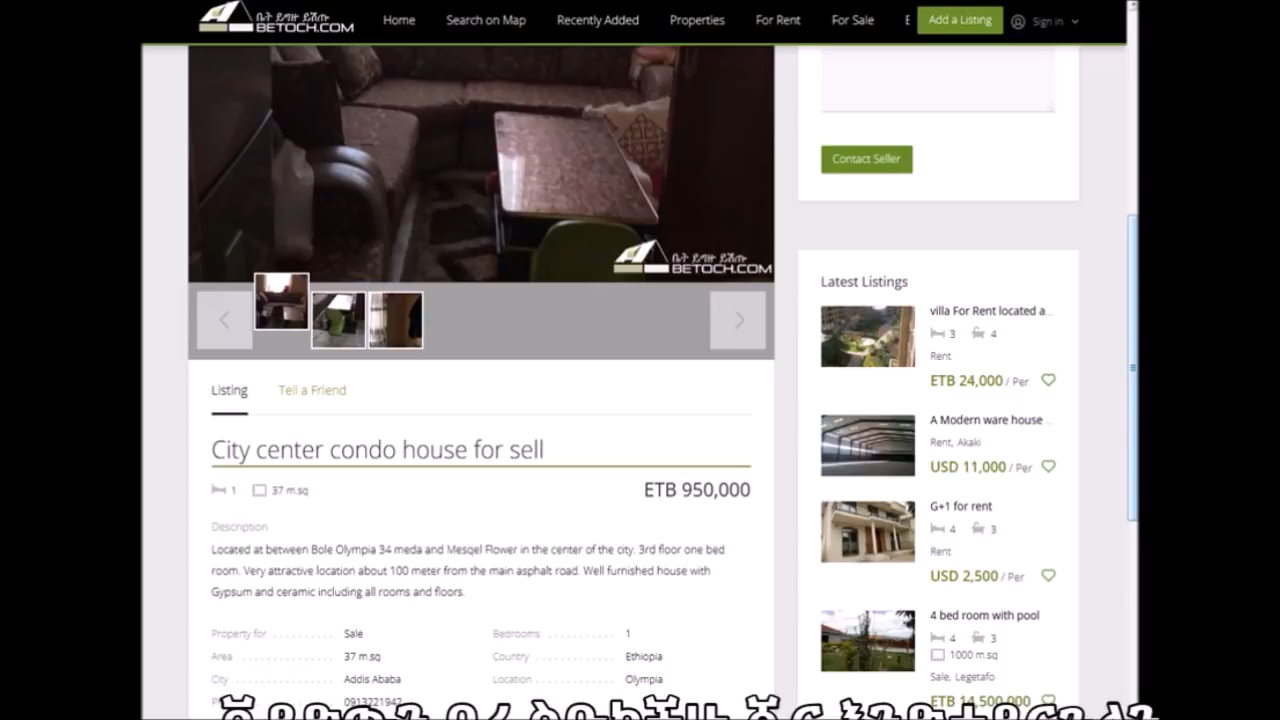 ቤት ይግዙ ይሽጡ
BETOCH.COM
Home
Search on Map
Recently Added
Properties
For Rent
For Sale
E
Add a Listing
Sign in
ቤት ይግዙ ይሽጡ
BETOCH.COM
Contact Seller
Listing
Tell a Friend
City center condo house for sell
1
37 m.sq
ETB 950,000
Description
Located at between Bole Olympia 34 meda and Mesqel Flower in the center of the city. 3rd floor one bed
room. Very attractive location about 100 meter from the main asphalt road. Well furnished house with
Gypsum and ceramic including all rooms and floors.
Property for ........... Sale
Bedrooms ........... 1
Area ........... 37 m.sq
Country ........... Ethiopia
City ........... Addis Ababa
Location ........... Olympia
0913221942
Latest Listings
villa For Rent located a...
3 4
Rent
ETB 24,000 / Per
A Modern ware house ...
Rent, Akaki
USD 11,000 / Per
G+1 for rent
4 3
Rent
USD 2,500 / Per
4 bed room with pool
4 3
1000 m.sq
Sale, Legetafo
ETB 14,500,000